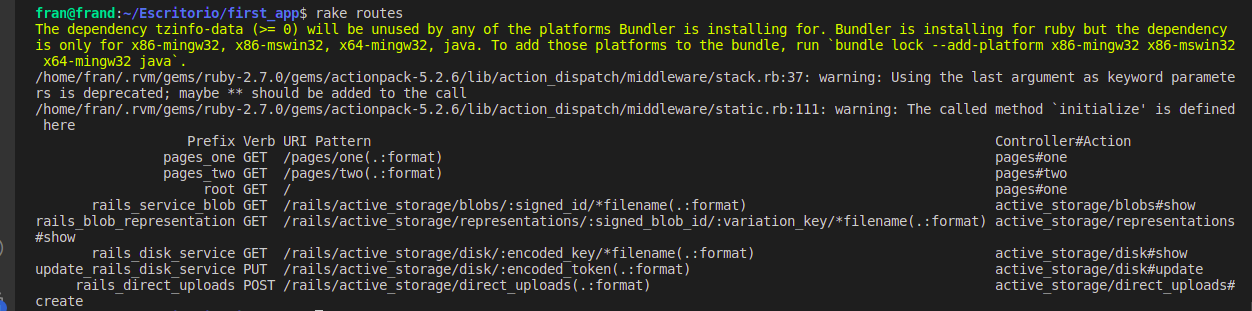 fran@frand:~/Escritorio/first_app$ rake routes
The dependency tzinfo-data (>= 0) will be unused by any of the platforms Bundler is installing for. Bundler is installing for ruby but the dependency
is only for x86-mingw32, x86-mswin32, x64-mingw32, java. To add those platforms to the bundle, run `bundle lock --add-platform x86-mingw32 x86-mswin32
x64-mingw32 java`.
/home/fran/.rvm/gems/ruby-2.7.0/gems/actionpack-5.2.6/lib/action_dispatch/middleware/stack.rb:37: warning: Using the last argument as keyword paramete
rs is deprecated; maybe ** should be added to the call
/home/fran/.rvm/gems/ruby-2.7.0/gems/actionpack-5.2.6/lib/action_dispatch/middleware/static.rb:111: warning: The called method `initialize' is defined
here
Prefix Verb URI Pattern Controller#Action
pages_one GET /pages/one(.:format) pages#one
pages_two GET /pages/two(.:format) pages#two
root GET / pages#one
rails_service_blob GET /rails/active_storage/blobs/:signed_id/*filename(.:format) active_storage/blobs#show
rails_blob_representation GET /rails/active_storage/representations/:signed_blob_id/:variation_key/*filename(.:format) active_storage/representations
#show
rails_disk_service GET /rails/active_storage/disk/:encoded_key/*filename(.:format) active_storage/disk#show
update_rails_disk_service PUT /rails/active_storage/disk/:encoded_token(.:format) active_storage/disk#update
rails_direct_uploads POST /rails/active_storage/direct_uploads(.:format) active_storage/direct_uploads#
create